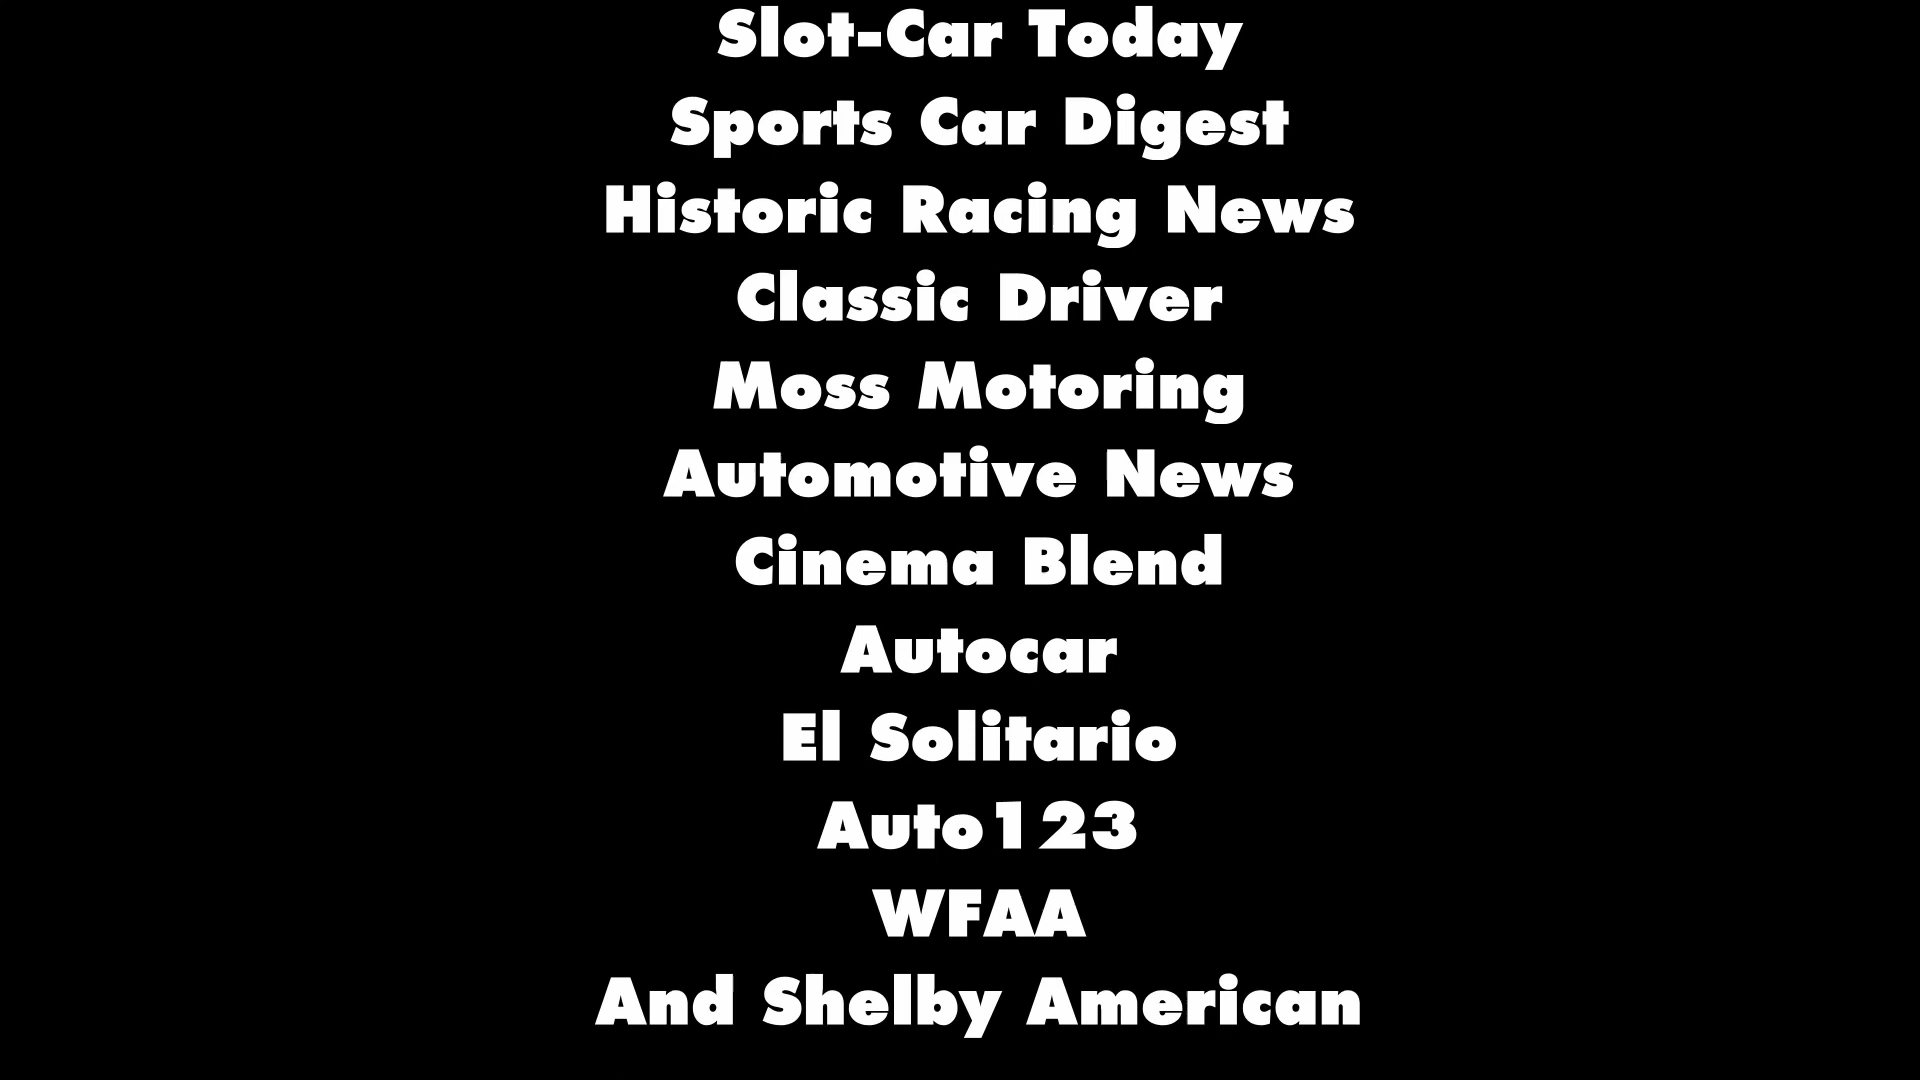 Slot-Car Today
Sports Car Digest
Historic Racing News
Classic Driver
Moss Motoring
Automotive News
Cinema Blend
Autocar
El Solitario
Auto123
WFAA
And Shelby American